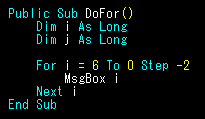 Public Sub DoFor()
    Dim i As Long
    Dim j As Long

    For i = 6 To 0 Step -2
        MsgBox i
    Next i
End Sub